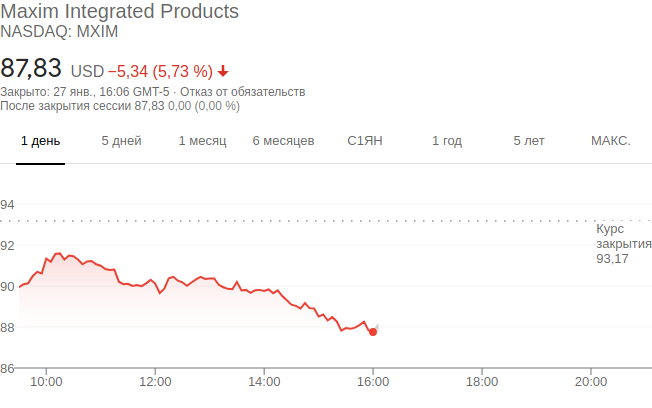 Maxim Integrated Products
NASDAQ: MXIM
87,83 USD −5,34 (5,73 %)
Закрыто: 27 янв., 16:06 GMT-5 · Отказ от обязательств
После закрытия сессии 87,83 0,00 (0,00 %)
1 день 5 дней 1 месяц 6 месяцев С1ЯН 1 год 5 лет МАКС.
94
Курс
закрытия
93,17
92
90
88
86
10:00 12:00 14:00 16:00 18:00 20:00